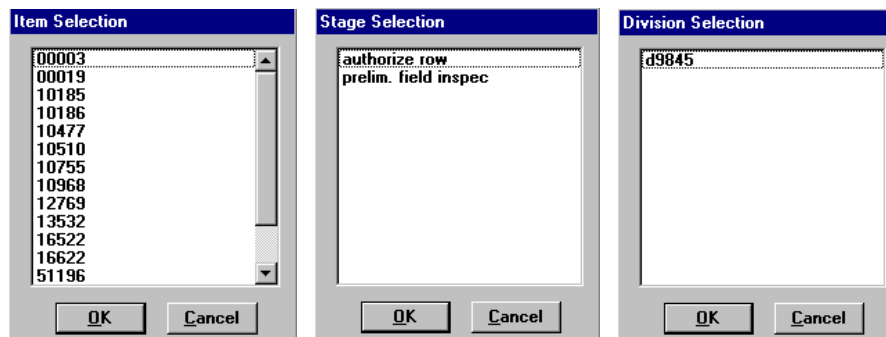 Item Selection
00003
00019
10185
10186
10477
10510
10755
10968
12769
13532
16522
16622
51196
OK
Cancel
Stage Selection
authorize row
prelim. field inspec
OK
Cancel
Division Selection
d9845
OK
Cancel